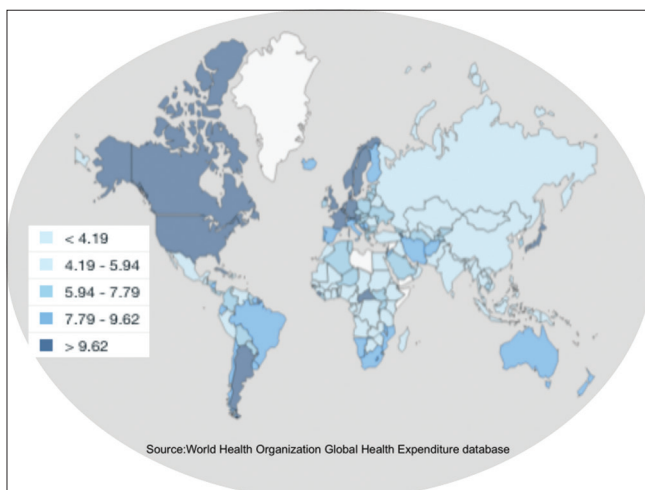 < 4.19
4.19 - 5.94
5.94 - 7.79
7.79 - 9.62
> 9.62
Source:World Health Organization Global Health Expenditure database